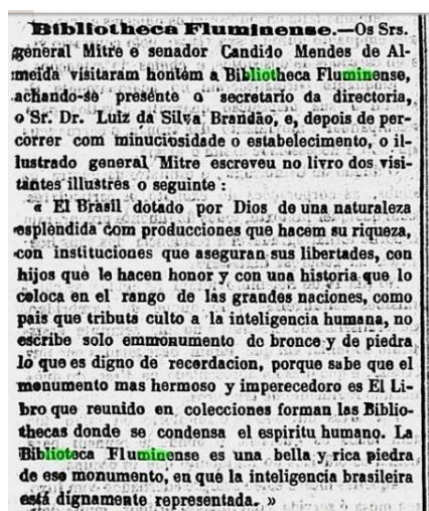 Bibliotheca Fluminense.—Os Srs.
general Mitre e senador Candido Mendes de Al-
meida visitaram hontem a Bibliotheca Fluminense,
achando-se presente o secretario da directoria,
o Sr. Dr. Luiz da Silva Brandão, e, depois de per-
correr com minuciosidade o estabelecimento, o il-
lustrado general Mitre escreveu no livro dos visi-
tantes illustres o seguinte :
« El Brasil dotado por Dios de una naturaleza
esplendida com producciones que hacem su riqueza,
con instituciones que aseguran sus libertades, con
hijos que le hacen honor y con una historia que lo
coloca en el rango de las grandes naciones, como
pais que tributa culto a la inteligencia humana, no
escribe solo emmonumento de bronce y de piedra
lo que es digno de recordacion, porque sabe que el
monumento mas hermoso y imperecedoro es El Li-
bro que reunido en colecciones forman las Biblio-
thecas donde se condensa el espiritu humano. La
Biblioteca Fluminense es una bella y rica piedra
de ese monumento, en que la inteligencia brasileira
está dignamente representada. »